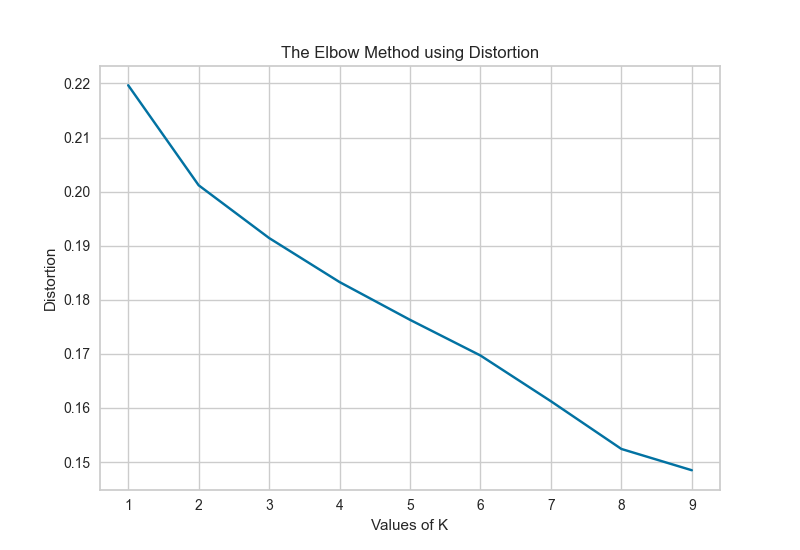 The Elbow Method using Distortion
0.22
0.21
0.20
0.19
0.18
0.17
0.16
0.15
Distortion
1 2 3 4 5 6 7 8 9
Values of K